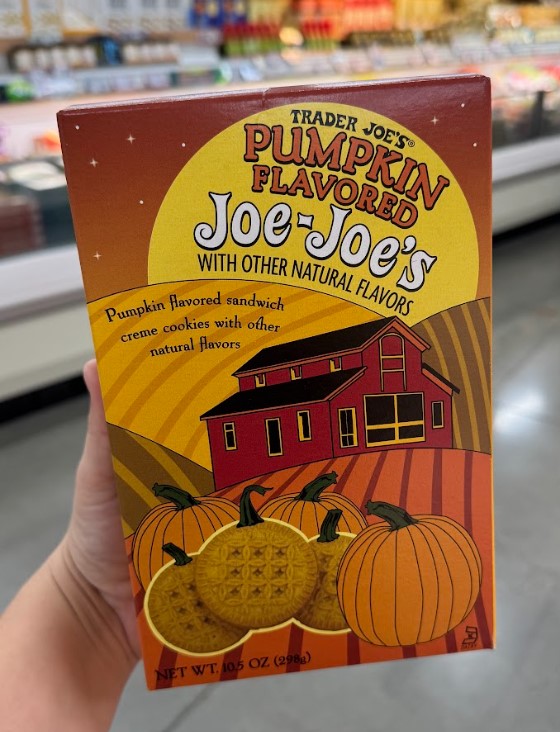 TRADER JOE'S®
PUMPKIN
FLAVORED
JOE-JOE'S
WITH OTHER NATURAL FLAVORS
Pumpkin flavored sandwich
creme cookies with other
natural flavors
NET WT. 10.5 OZ (298g)